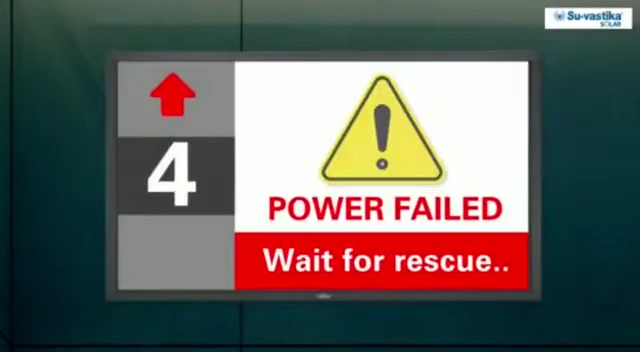 Su-vastika
SOLAR
4
POWER FAILED
Wait for rescue..